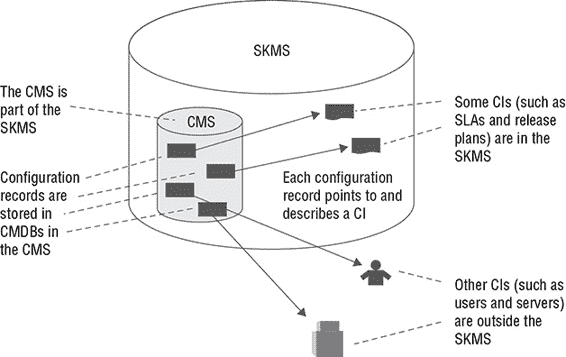 SKMS
The CMS is
part of the
SKMS
CMS
Some CIs (such as
SLAs and release
plans) are in the
SKMS
Configuration
records are
stored in
CMDBs in
the CMS
Each configuration
record points to and
describes a CI
Other CIs (such as
users and servers)
are outside the
SKMS